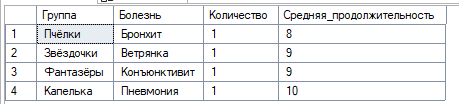 Группа Болезнь Количество Средняя_продолжительность
1 Пчёлки Бронхит 1 8
2 Звёздочки Ветрянка 1 9
3 Фантазёры Конъюнктивит 1 9
4 Капелька Пневмония 1 10